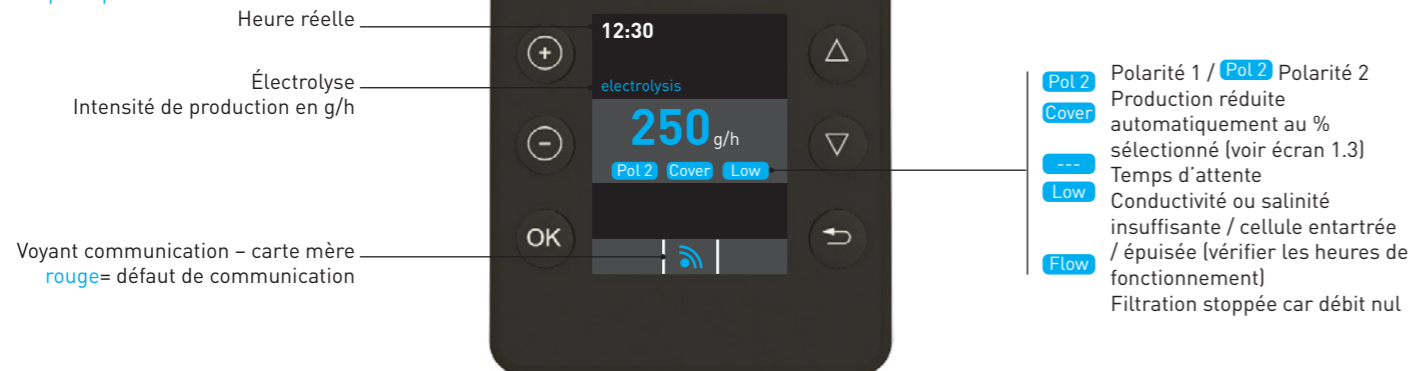 Heure réelle
Électrolyse
Intensité de production en g/h
Voyant communication – carte mère
rouge= défaut de communication
12:30
electrolysis
250 g/h
Pol 2 Cover Low
OK
Pol 2 Polarité 1 / Pol 2 Polarité 2
Cover Production réduite
automatiquement au %
sélectionné (voir écran 1.3)
--- Temps d'attente
Low Conductivité ou salinité
insuffisante / cellule entartrée
/ épuisée (vérifier les heures de
Flow fonctionnement)
Filtration stoppée car débit nul